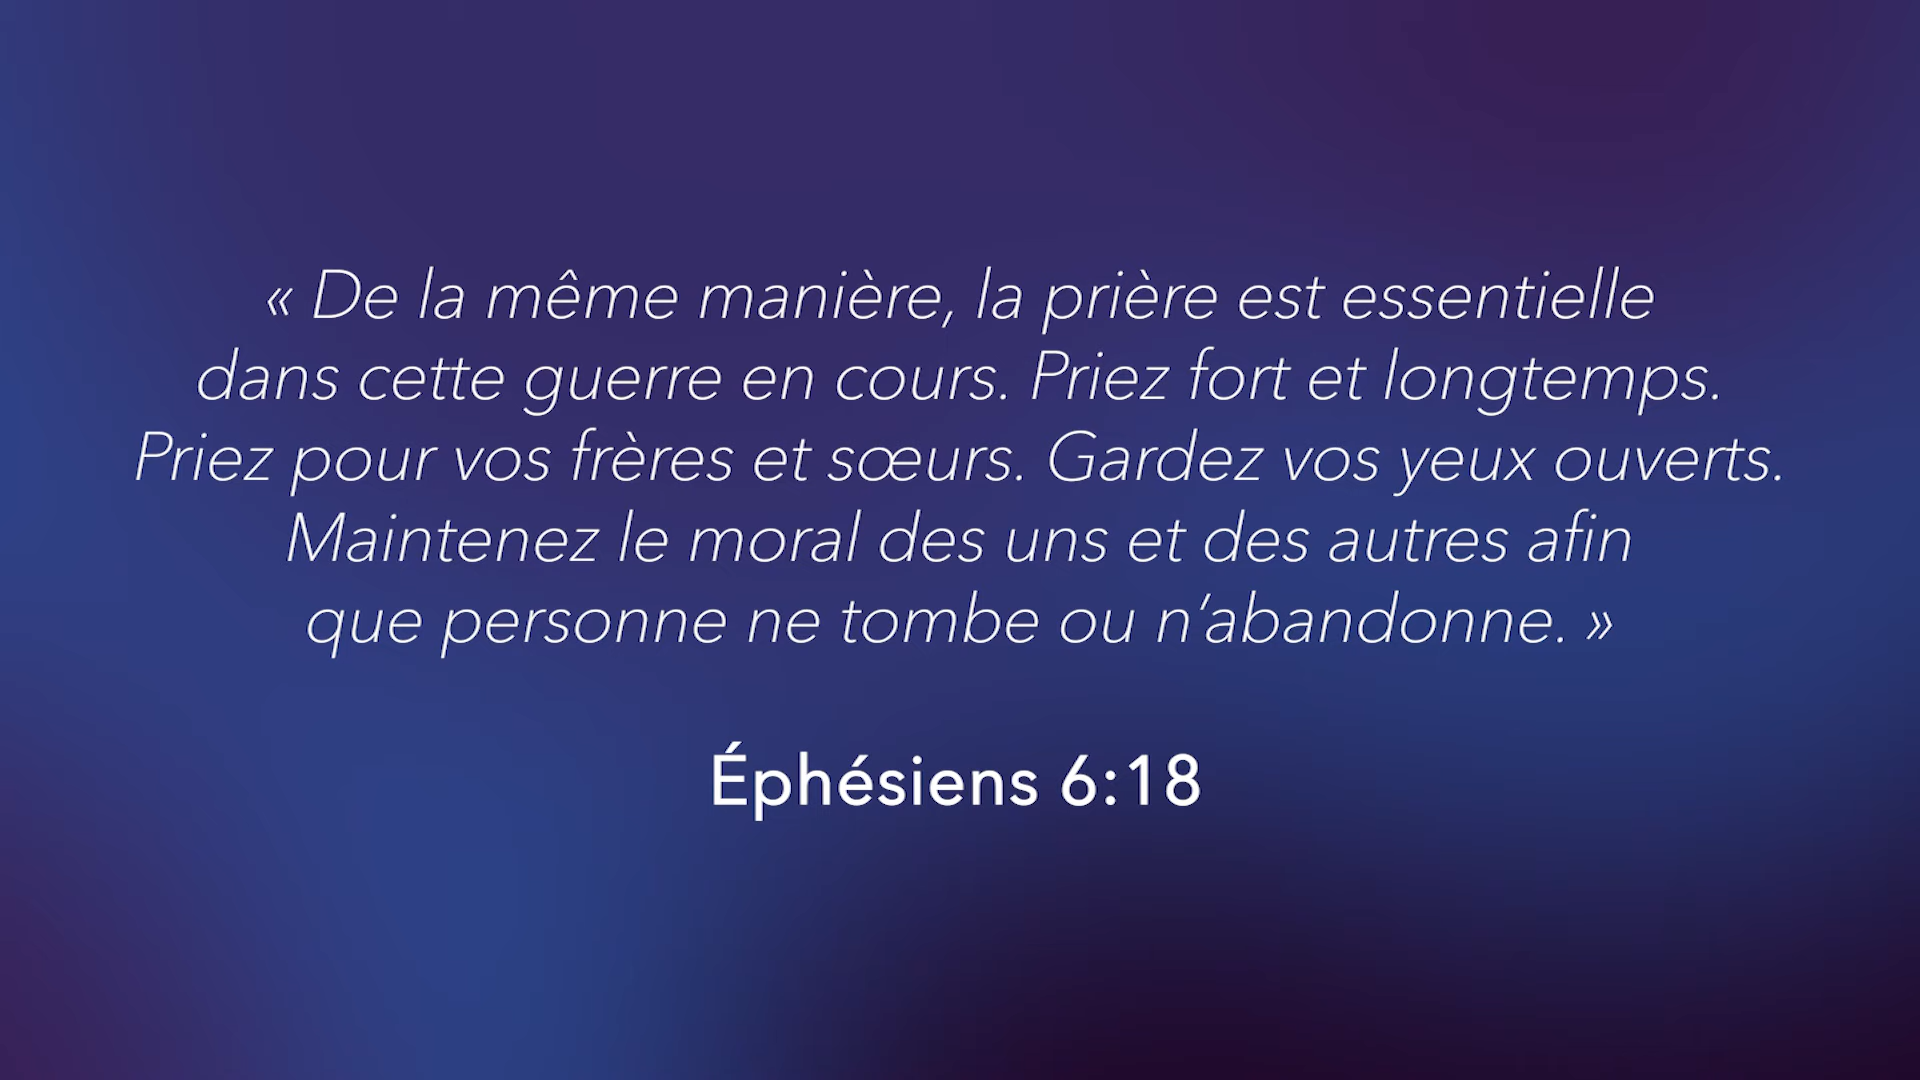 « De la même manière, la prière est essentielle
dans cette guerre en cours. Priez fort et longtemps.
Priez pour vos frères et sœurs. Gardez vos yeux ouverts.
Maintenez le moral des uns et des autres afin
que personne ne tombe ou n’abandonne. »
Éphésiens 6:18